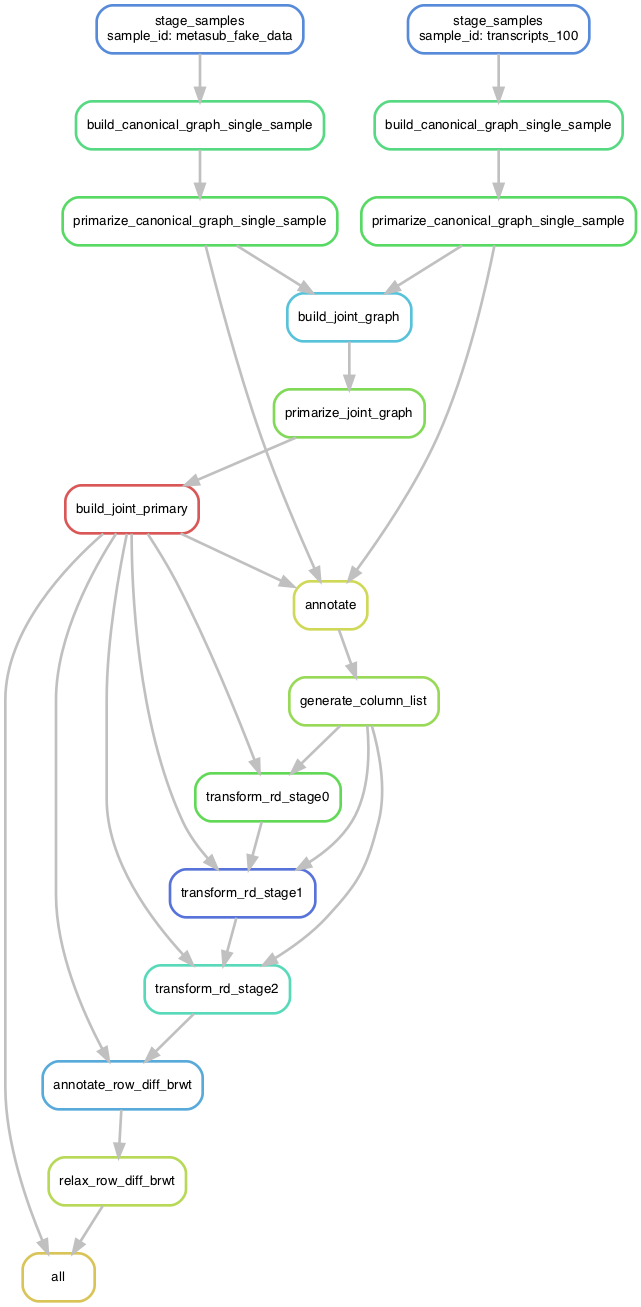 stage_samples
sample_id: metasub_fake_data
stage_samples
sample_id: transcripts_100
build_canonical_graph_single_sample
build_canonical_graph_single_sample
primarize_canonical_graph_single_sample
primarize_canonical_graph_single_sample
build_joint_graph
primarize_joint_graph
build_joint_primary
annotate
generate_column_list
transform_rd_stage0
transform_rd_stage1
transform_rd_stage2
annotate_row_diff_brwt
relax_row_diff_brwt
all